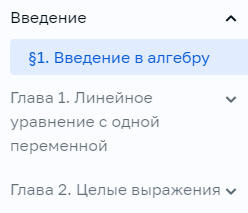 Введение
§1. Введение в алгебру
Глава 1. Линейное
уравнение с одной
переменной
Глава 2. Целые выражения